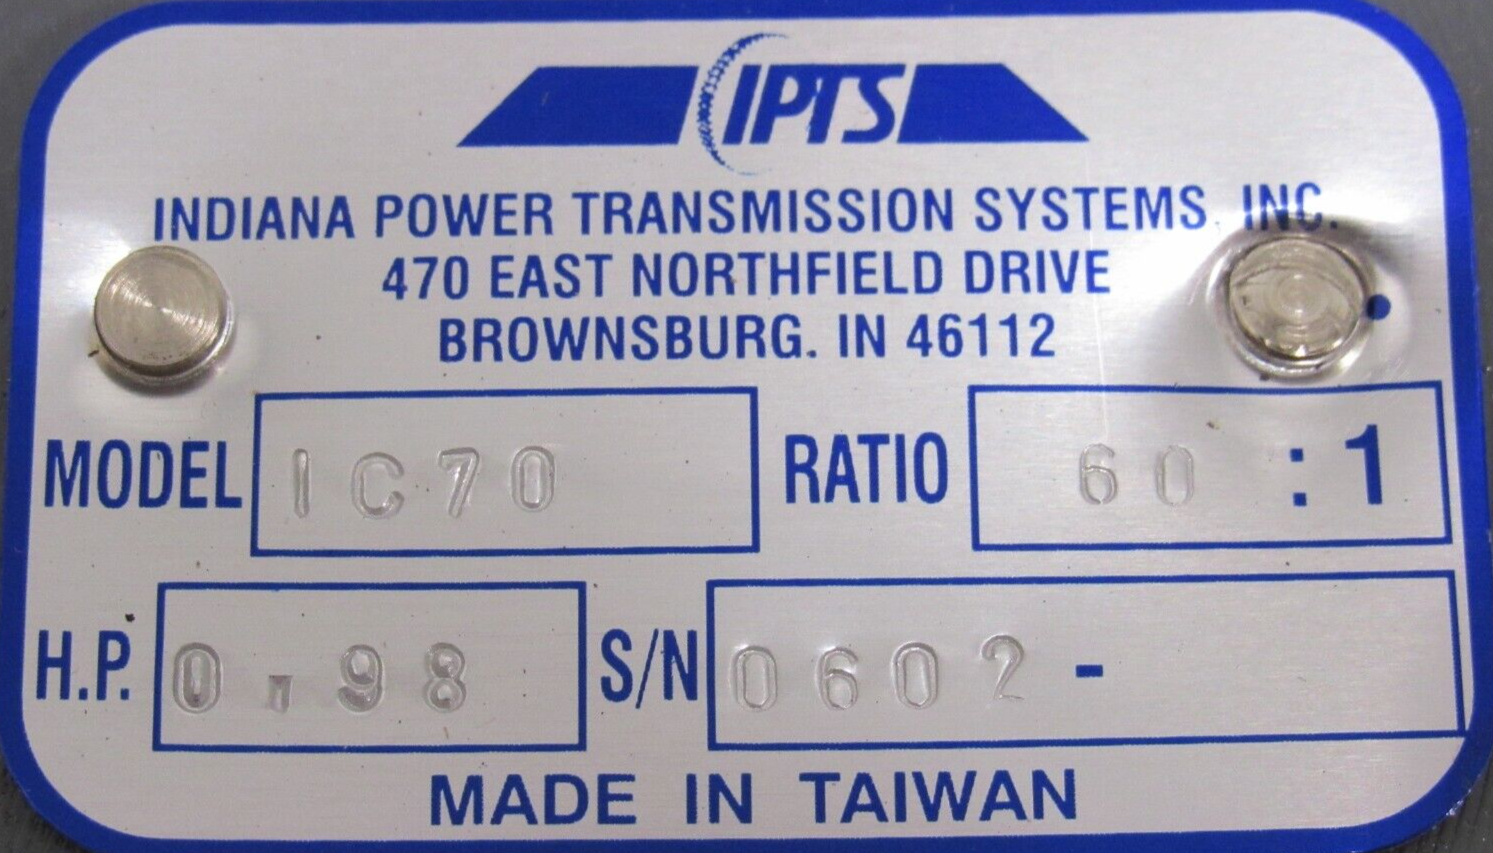 IPTS
INDIANA POWER TRANSMISSION SYSTEMS, INC.
470 EAST NORTHFIELD DRIVE
BROWNSBURG. IN 46112
MODEL IC70 RATIO 60 : 1
H.P. 0.98 S/N 0602 -
MADE IN TAIWAN